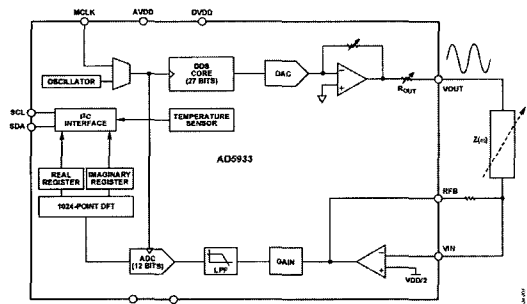 MCLK AVDD DVDD
OSCILLATOR
DDS
CORE
(27 BITS)
DAC
R_OUT
VOUT
SCL
SDA
I²C
INTERFACE
TEMPERATURE
SENSOR
Z(ω)
AD5933
REAL
REGISTER
IMAGINARY
REGISTER
1024-POINT DFT
RFB
ADC
(12 BITS)
LPF
GAIN
VIN
VDD/2